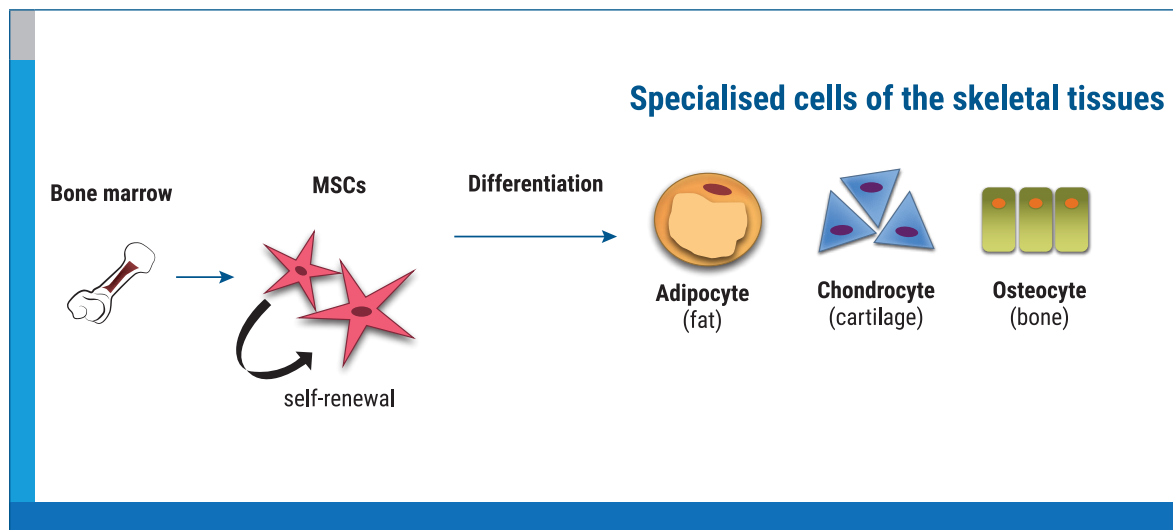 Specialised cells of the skeletal tissues
Bone marrow
MSCs
Differentiation
self-renewal
Adipocyte
(fat)
Chondrocyte
(cartilage)
Osteocyte
(bone)